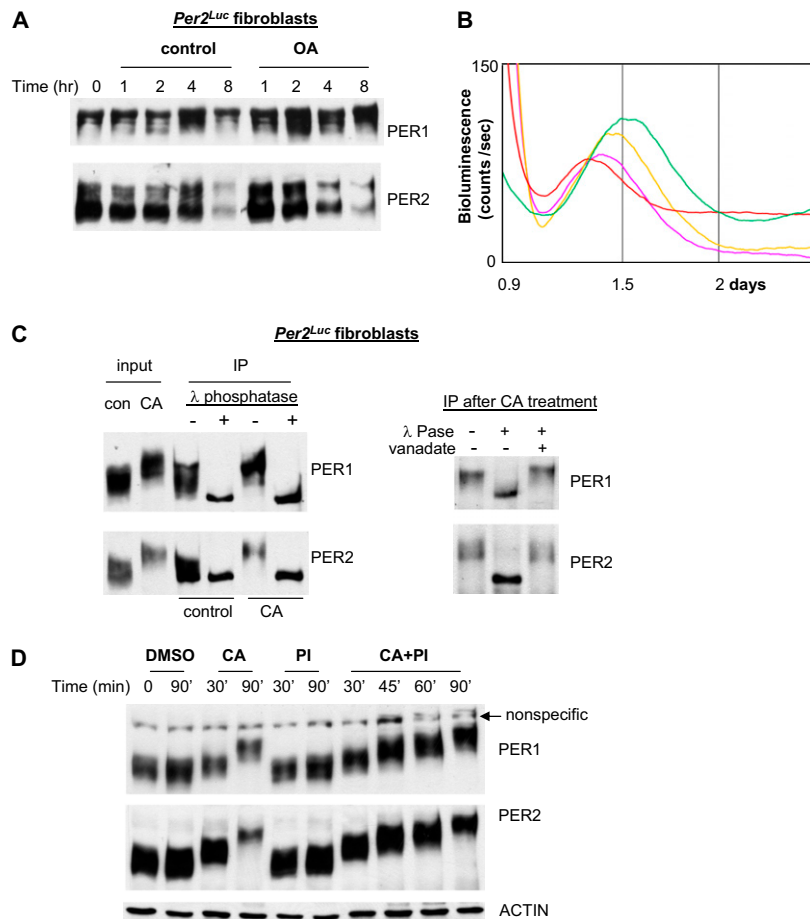 A
Per2Luc fibroblasts
control OA
Time (hr) 0 1 2 4 8 1 2 4 8
PER1
PER2
B
150
Bioluminescence
(counts /sec)
0
0.9 1.5 2 days
C
Per2Luc fibroblasts
input IP
con CA λ phosphatase
- + - +
PER1
PER2
control CA
IP after CA treatment
λ Pase - + +
vanadate - - +
PER1
PER2
D
DMSO CA PI CA+PI
Time (min) 0 90’ 30’ 90’ 30’ 90’ 30’ 45’ 60’ 90’
nonspecific
PER1
PER2
ACTIN